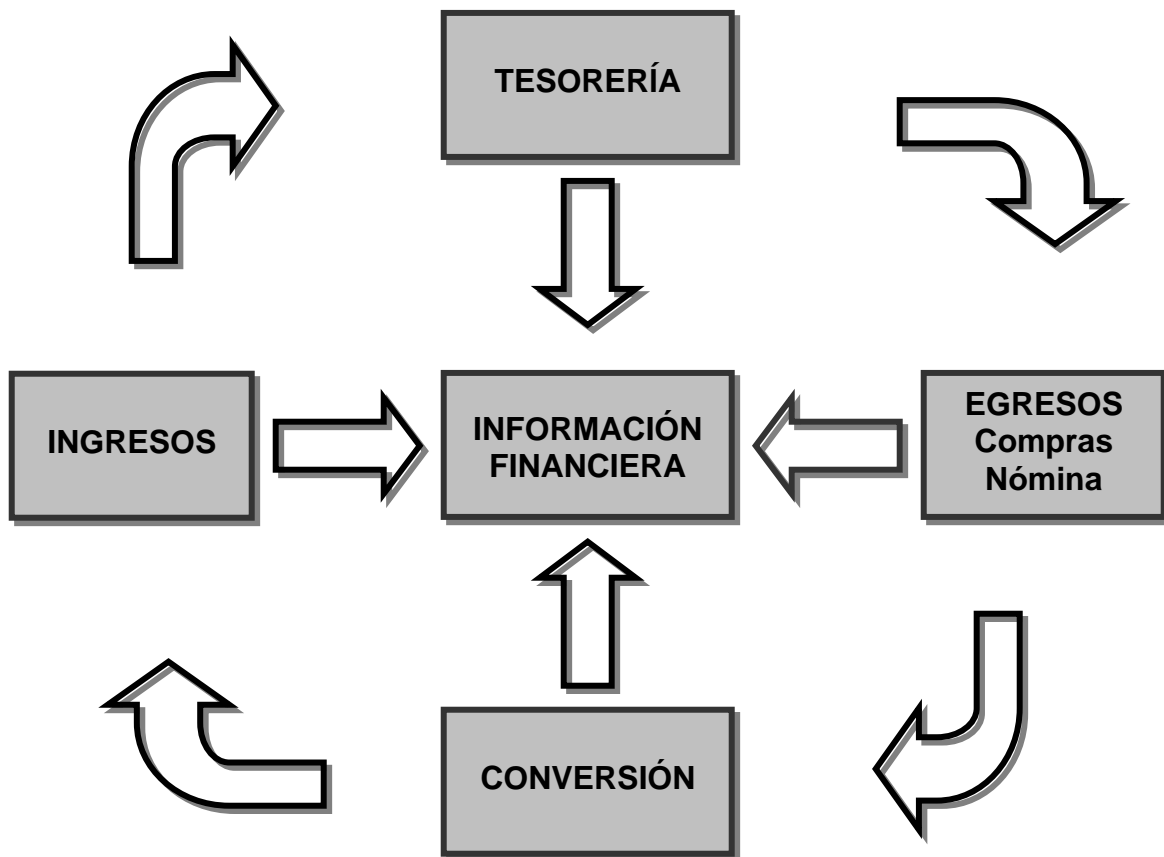 TESORERÍA
INGRESOS
INFORMACIÓN
FINANCIERA
EGRESOS
Compras
Nómina
CONVERSIÓN